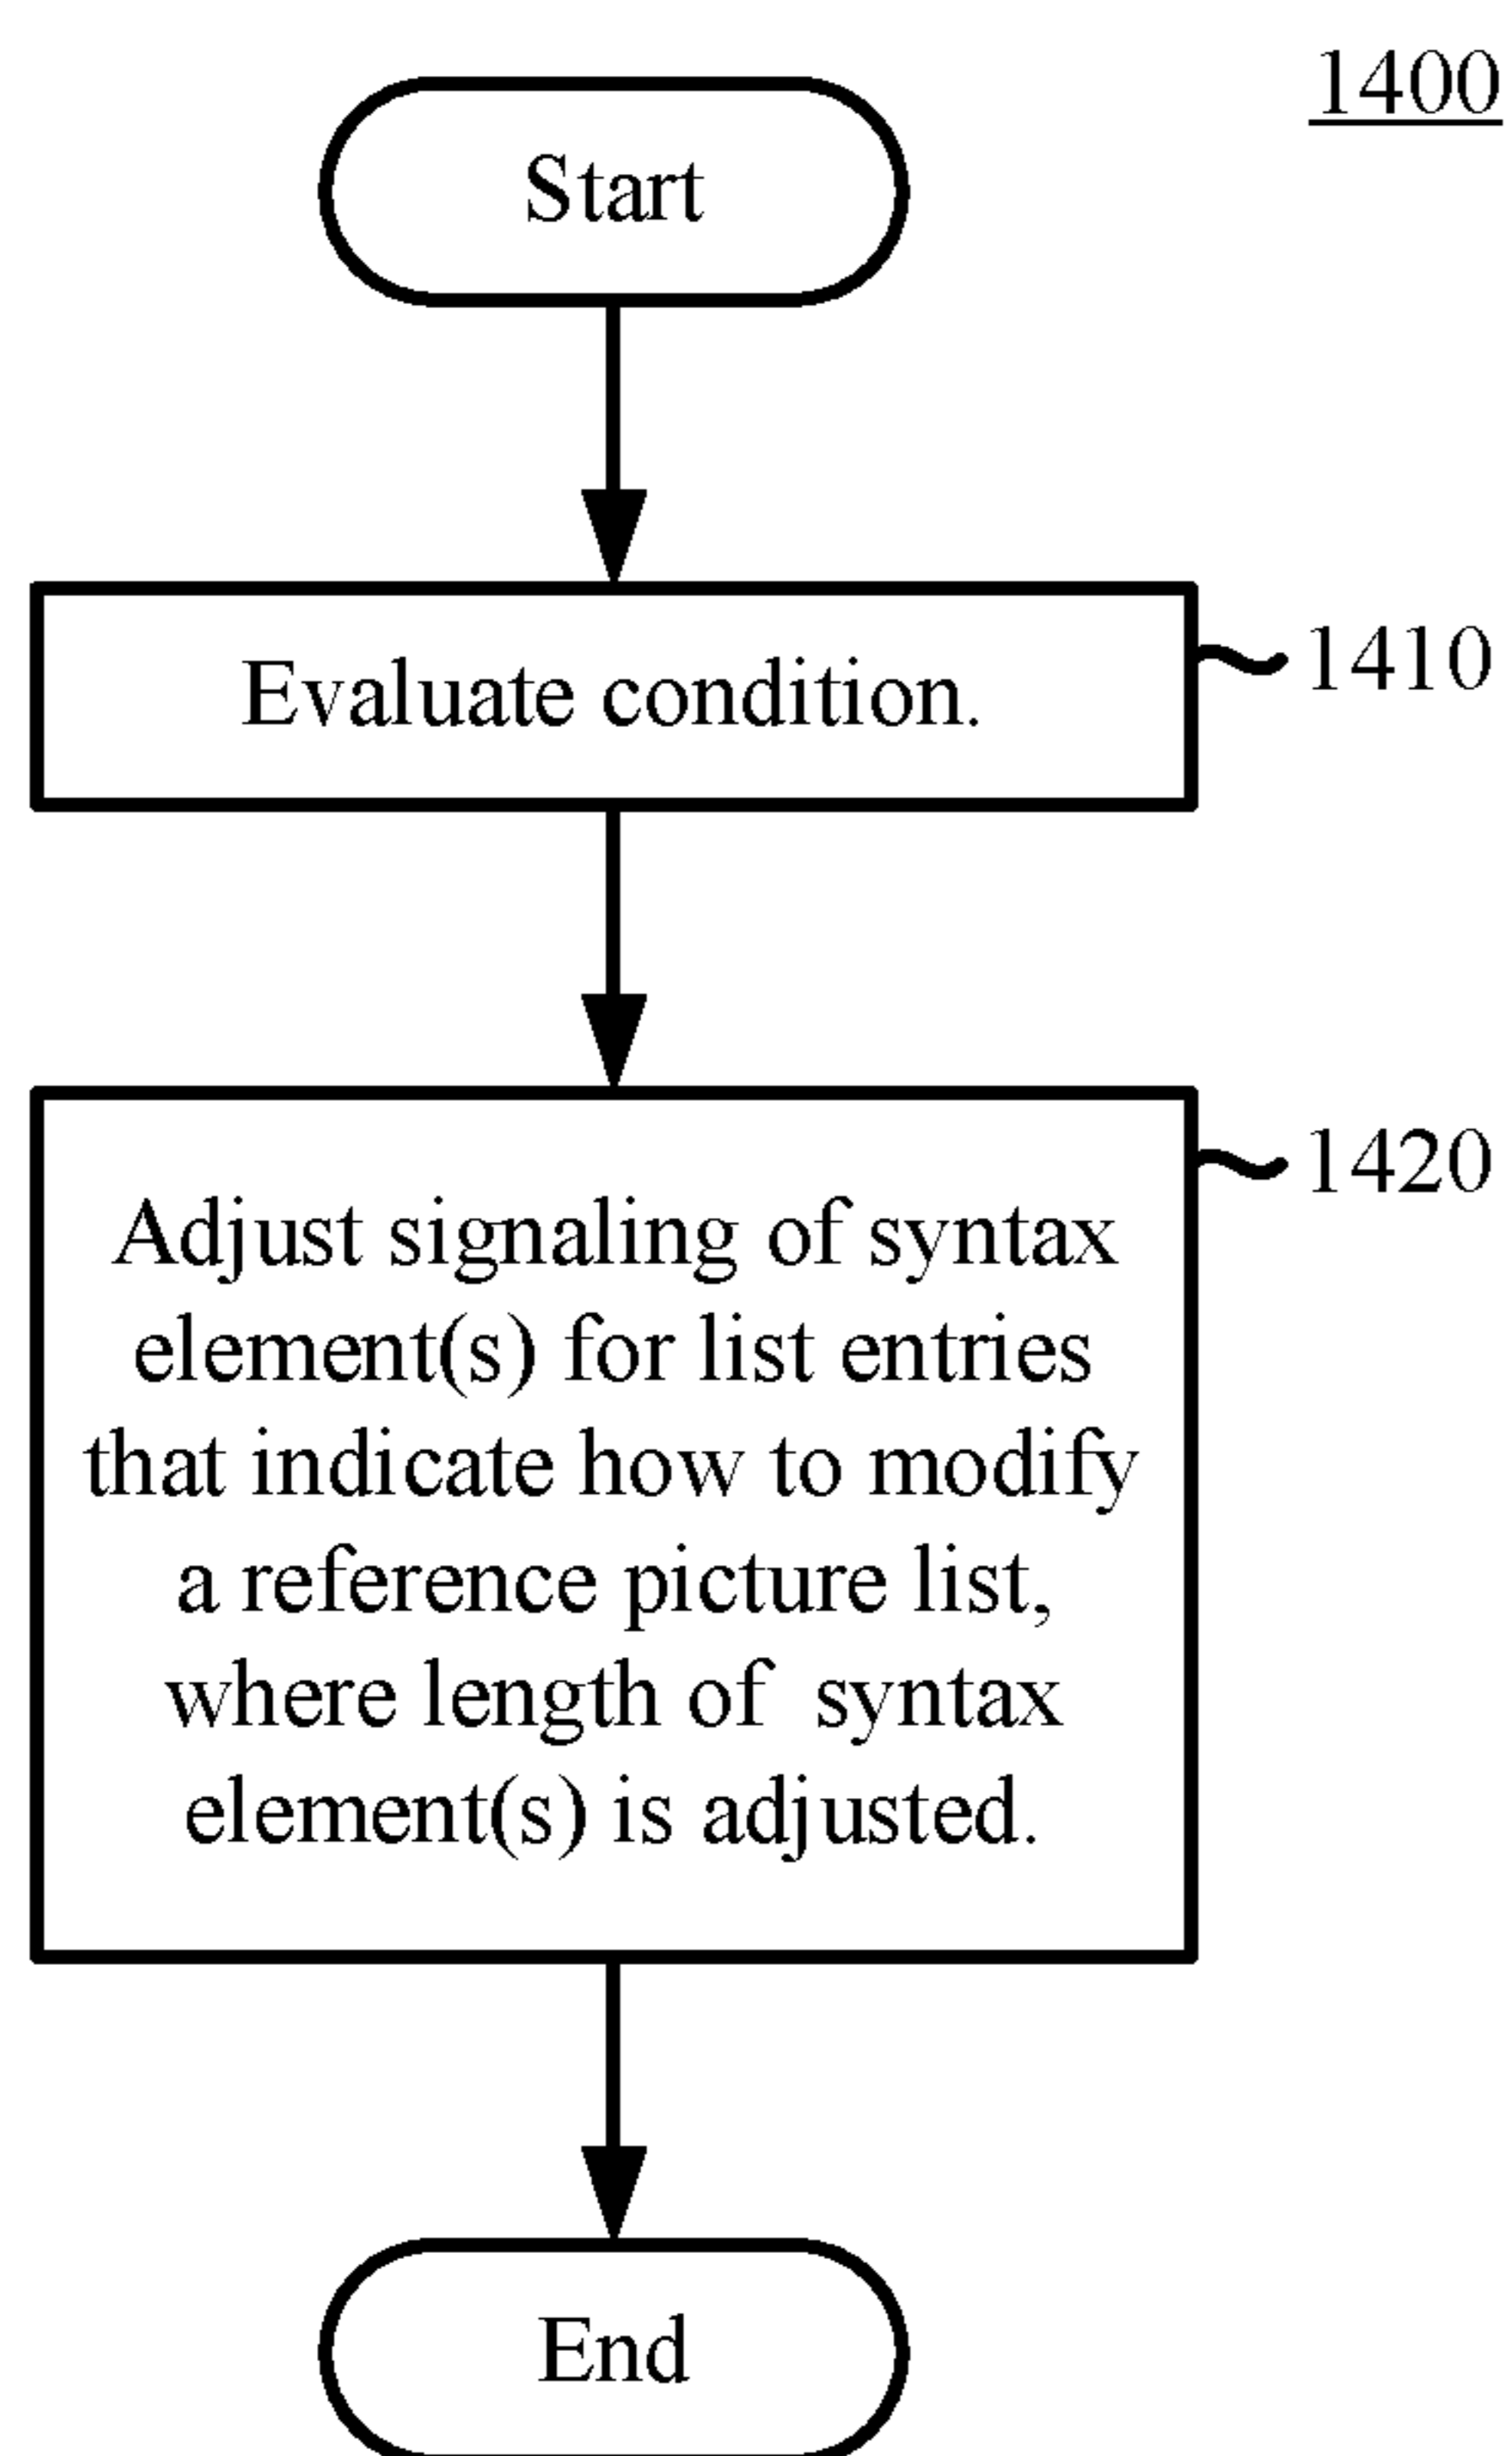 1400
Start
Evaluate condition.
1410
1420
Adjust signaling of syntax
element(s) for list entries
that indicate how to modify
a reference picture list,
where length of syntax
element(s) is adjusted.
End